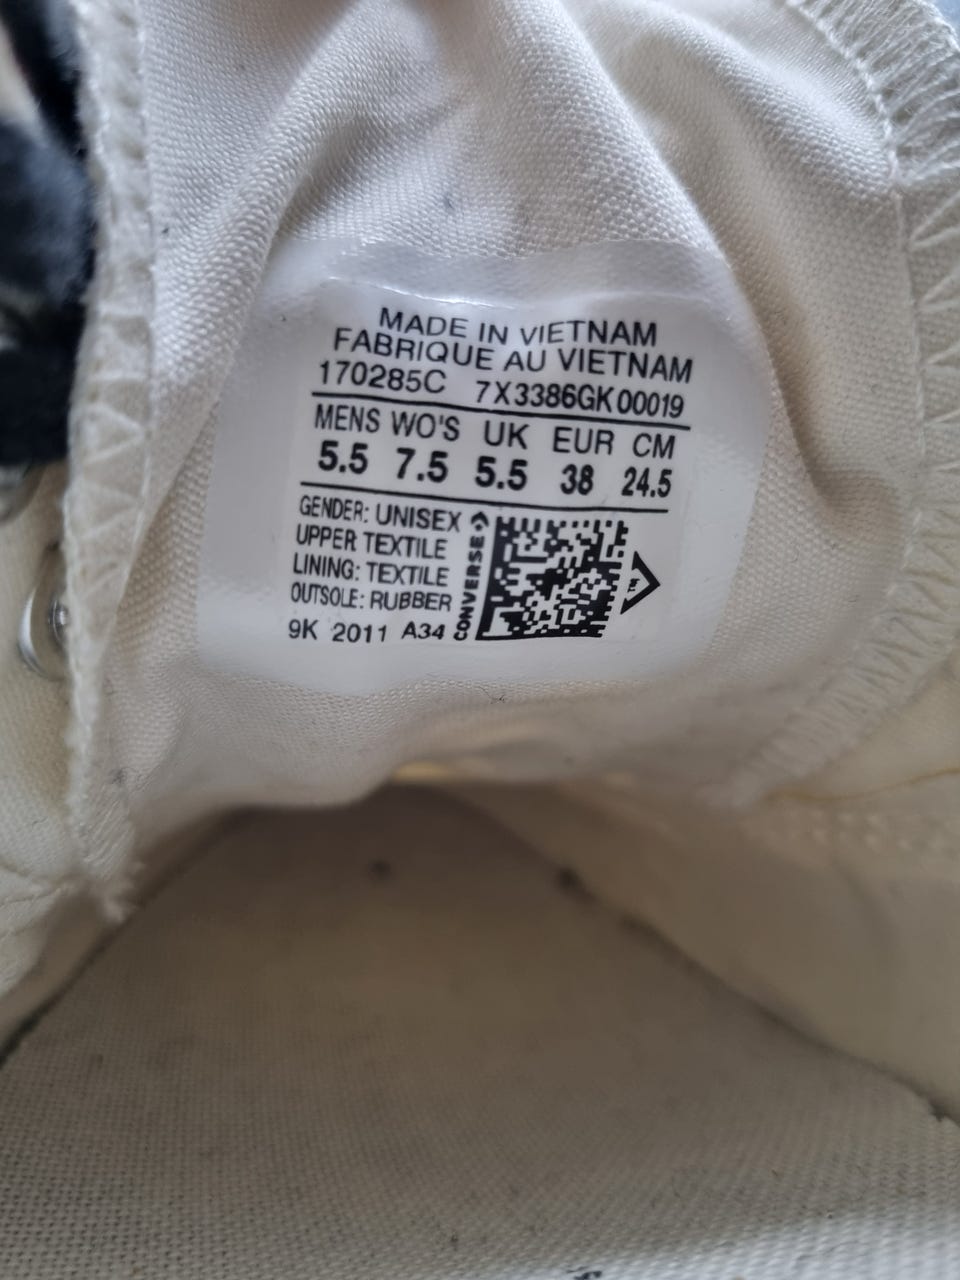 MADE IN VIETNAM
FABRIQUE AU VIETNAM
170285C 7X3386GK00019
MENS WO'S UK EUR CM
5.5 7.5 5.5 38 24.5
GENDER: UNISEX
UPPER TEXTILE
LINING: TEXTILE
OUTSOLE: RUBBER
9K 2011 A34
CONVERSE